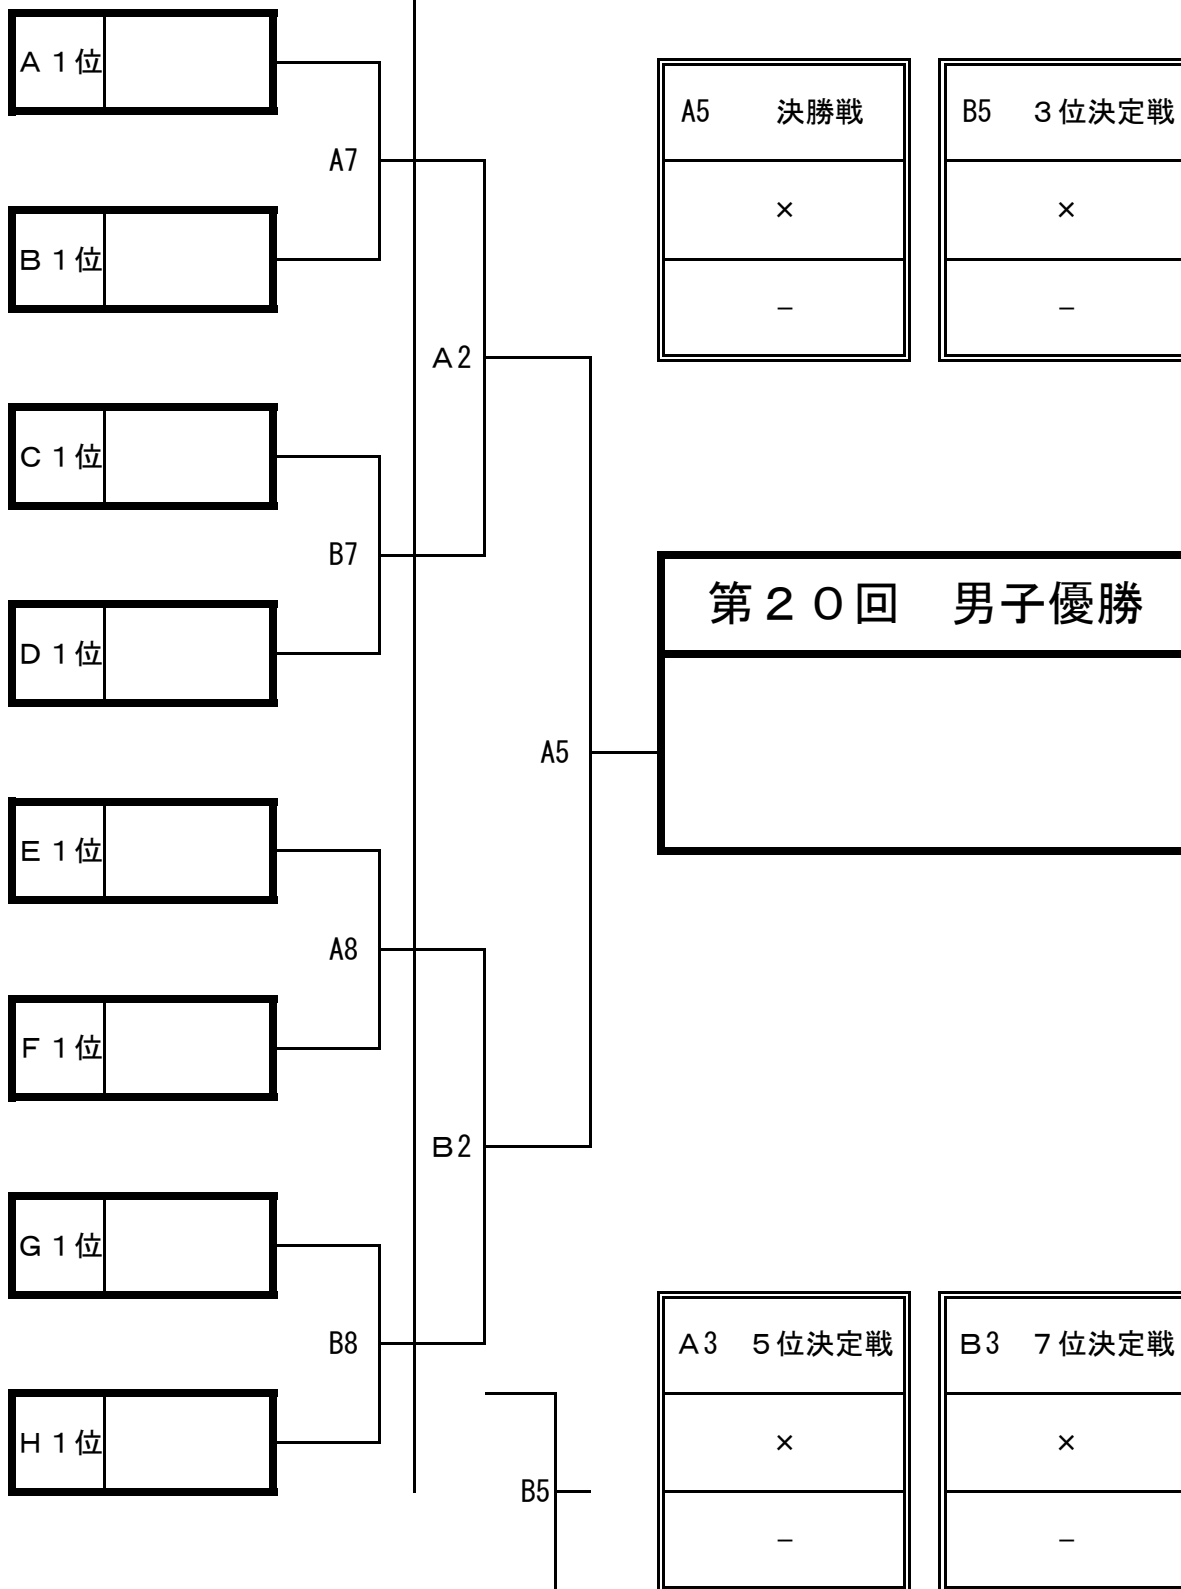 Ａ１位
A5　決勝戦
B5　３位決定戦
A7
×
×
Ｂ１位
－
－
Ａ2
Ｃ１位
B7
第２０回　男子優勝
Ｄ１位
A5
Ｅ１位
A8
Ｆ１位
Ｂ2
Ｇ１位
B8
Ａ3　５位決定戦
Ｂ3　７位決定戦
Ｈ１位
×
×
B5
－
－